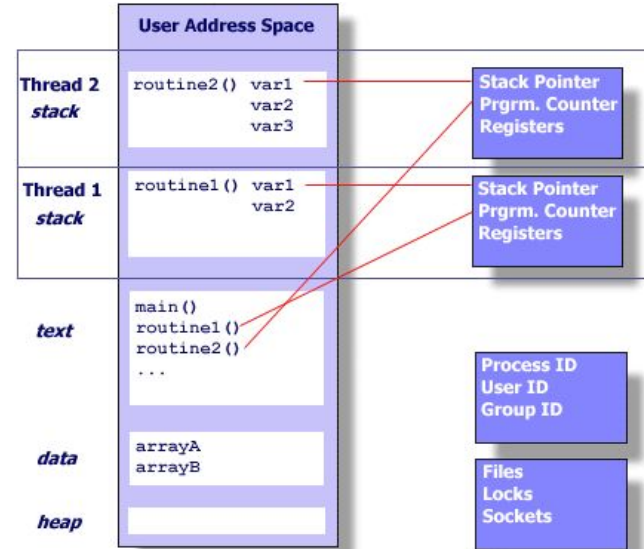 User Address Space
Thread 2
stack
routine2() var1
var2
var3
Stack Pointer
Prgrm. Counter
Registers
Thread 1
stack
routine1() var1
var2
Stack Pointer
Prgrm. Counter
Registers
text
main()
routine1()
routine2()
...
Process ID
User ID
Group ID
data
arrayA
arrayB
Files
Locks
Sockets
heap